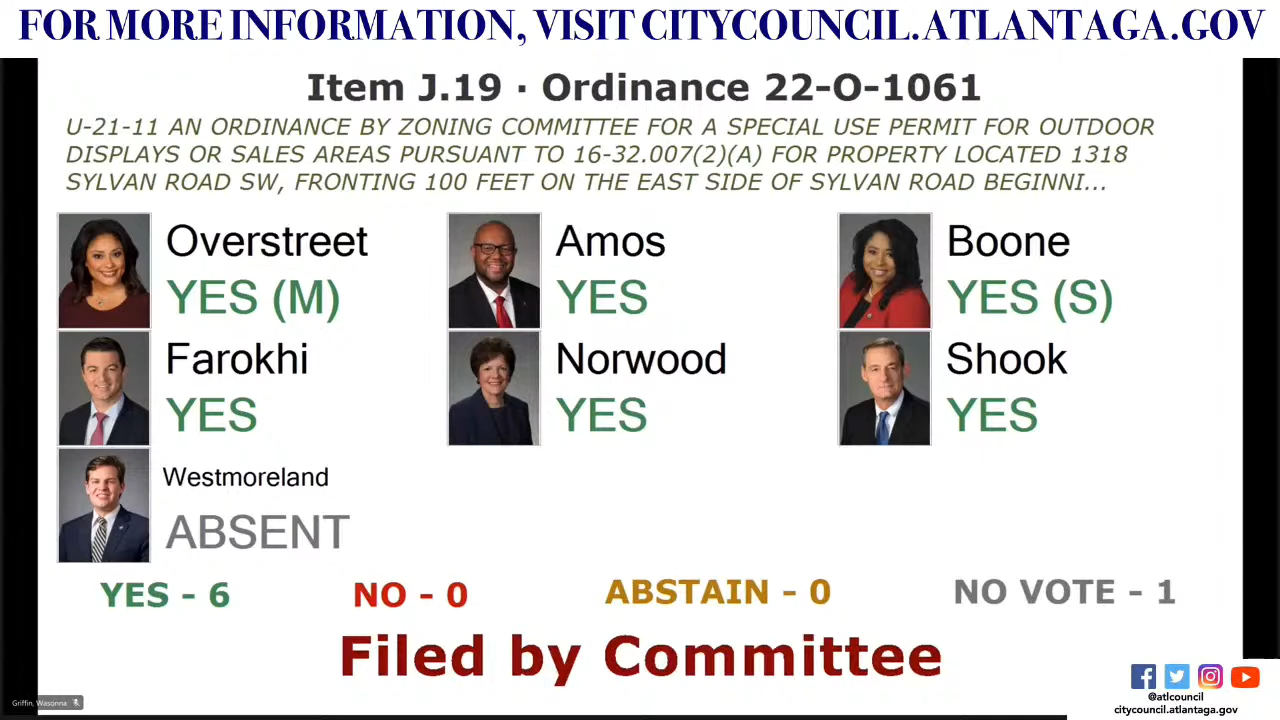 FOR MORE INFORMATION, VISIT CITYCOUNCIL.ATLANTAGA.GOV
Item J.19 · Ordinance 22-O-1061
U-21-11 AN ORDINANCE BY ZONING COMMITTEE FOR A SPECIAL USE PERMIT FOR OUTDOOR
DISPLAYS OR SALES AREAS PURSUANT TO 16-32.007(2)(A) FOR PROPERTY LOCATED 1318
SYLVAN ROAD SW, FRONTING 100 FEET ON THE EAST SIDE OF SYLVAN ROAD BEGINNI...
Overstreet
YES (M)
Amos
YES
Boone
YES (S)
Farokhi
YES
Norwood
YES
Shook
YES
Westmoreland
ABSENT
YES - 6
NO - 0
ABSTAIN - 0
NO VOTE - 1
Filed by Committee
Griffin, Wasonna
@atlcouncil
citycouncil.atlantaga.gov